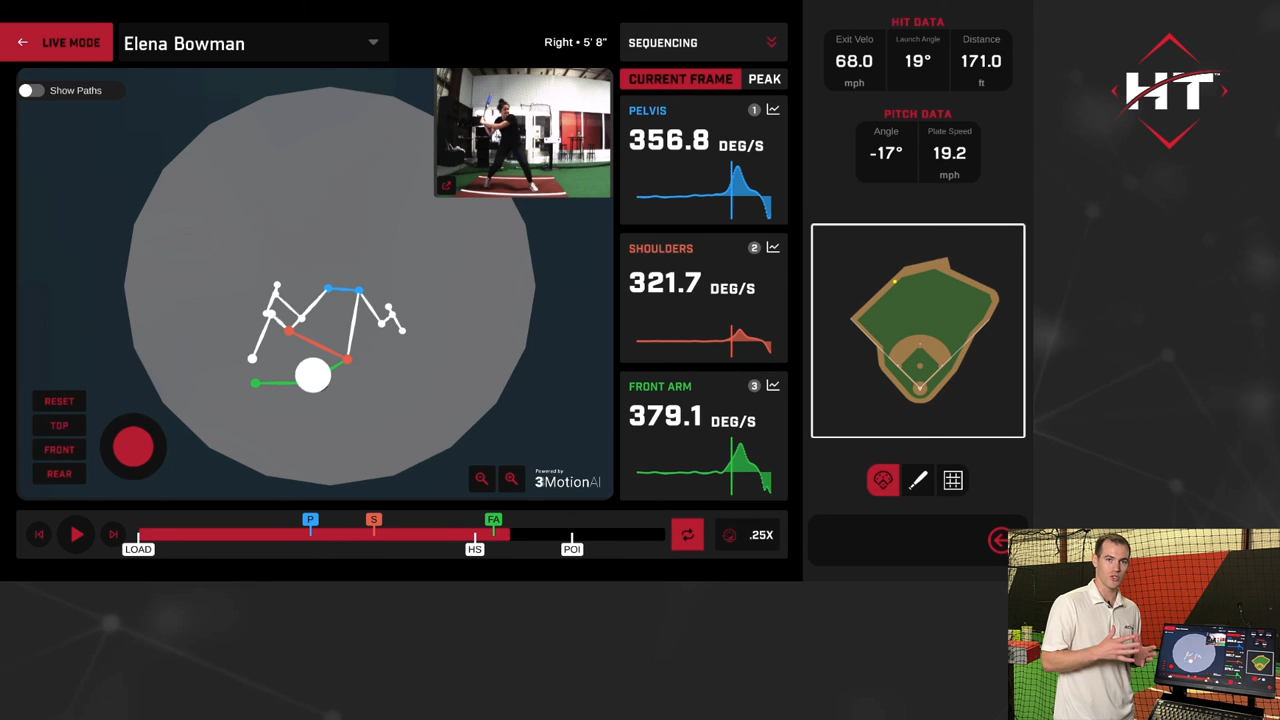 LIVE MODE
Elena Bowman
Right • 5' 8"
SEQUENCING
Show Paths
CURRENT FRAME
PEAK
PELVIS
1
356.8 DEG/S
SHOULDERS
2
321.7 DEG/S
FRONT ARM
3
379.1 DEG/S
RESET
TOP
FRONT
REAR
Powered by
3MotionAI
P
S
FA
LOAD
HS
POI
.25X
HIT DATA
Exit Velo
68.0
mph
Launch Angle
19°
Distance
171.0
ft
PITCH DATA
Angle
-17°
Plate Speed
19.2
mph
HT